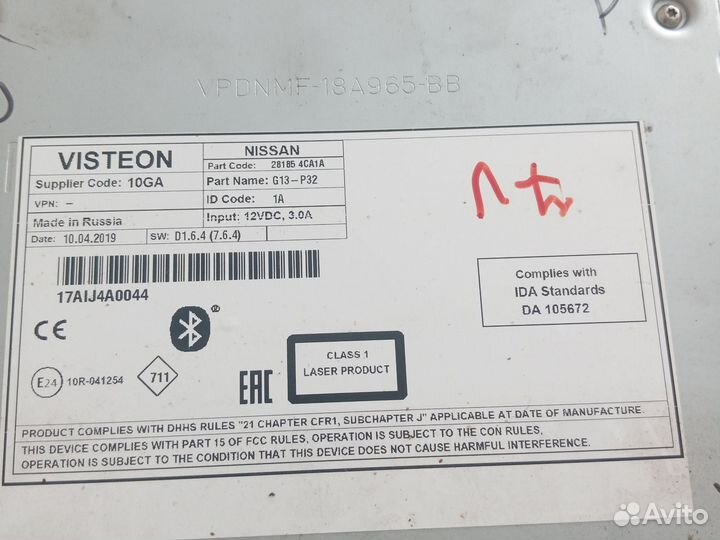 VPDNMF-18A965-BB
VISTEON
Supplier Code: 10GA
VPN: –
Made in Russia
Date: 10.04.2019
SW: D1.6.4 (7.6.4)
NISSAN
Part Code: 28185 4CA1A
Part Name: G13-P32
ID Code: 1A
Input: 12VDC, 3.0A
17AIJ4A0044
Complies with
IDA Standards
DA 105672
CE
CLASS 1
LASER PRODUCT
E24 10R-041254
711
EAC
PRODUCT COMPLIES WITH DHHS RULES "21 CHAPTER CFR1, SUBCHAPTER J" APPLICABLE AT DATE OF MANUFACTURE.
THIS DEVICE COMPLIES WITH PART 15 OF FCC RULES, OPERATION IS SUBJECT TO THE CON RULES,
OPERATION IS SUBJECT TO THE CONDITION THAT THIS DEVICE DOES NOT CAUSE HARMFUL INTERFERENCE.
Avito